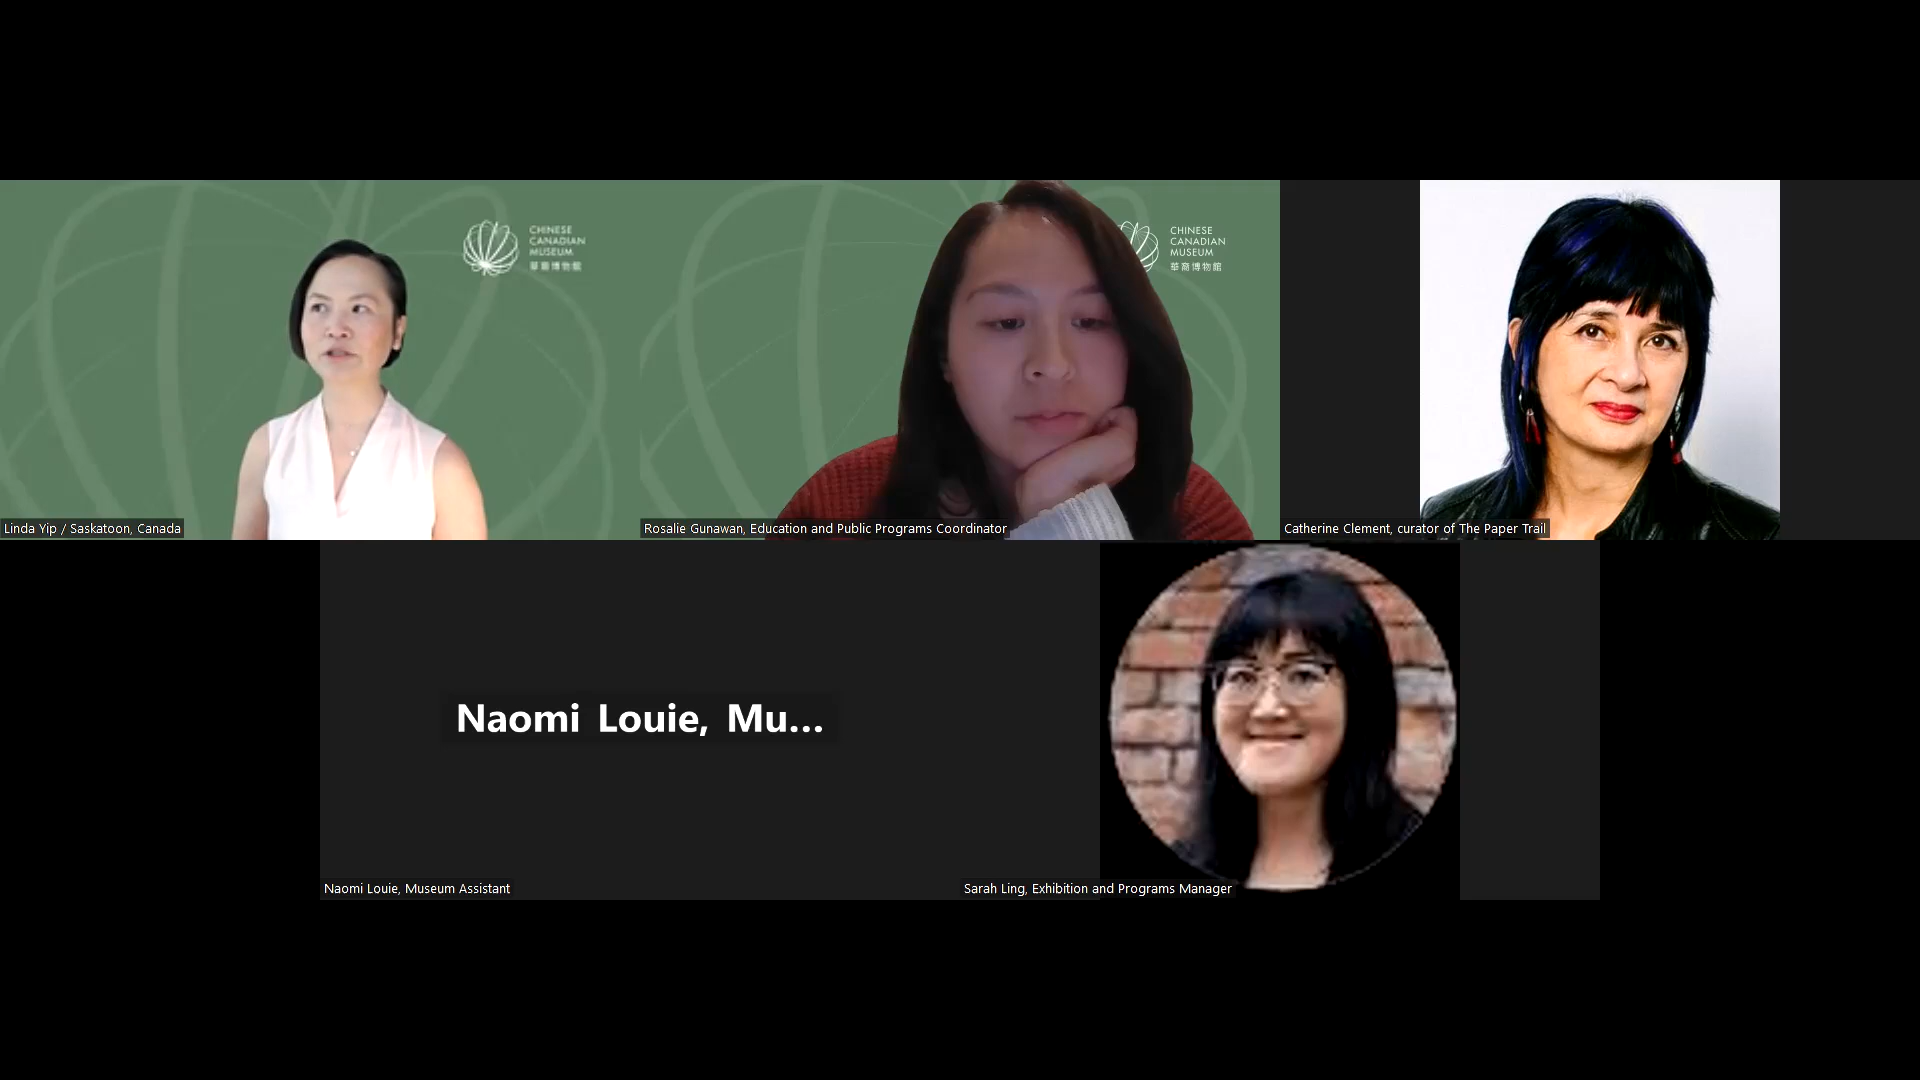 CHINESE
CANADIAN
MUSEUM
華裔博物館
Linda Yip / Saskatoon, Canada
CHINESE
CANADIAN
MUSEUM
華裔博物館
Rosalie Gunawan, Education and Public Programs Coordinator
Catherine Clement, curator of The Paper Trail
Naomi Louie, Mu...
Naomi Louie, Museum Assistant
Sarah Ling, Exhibition and Programs Manager